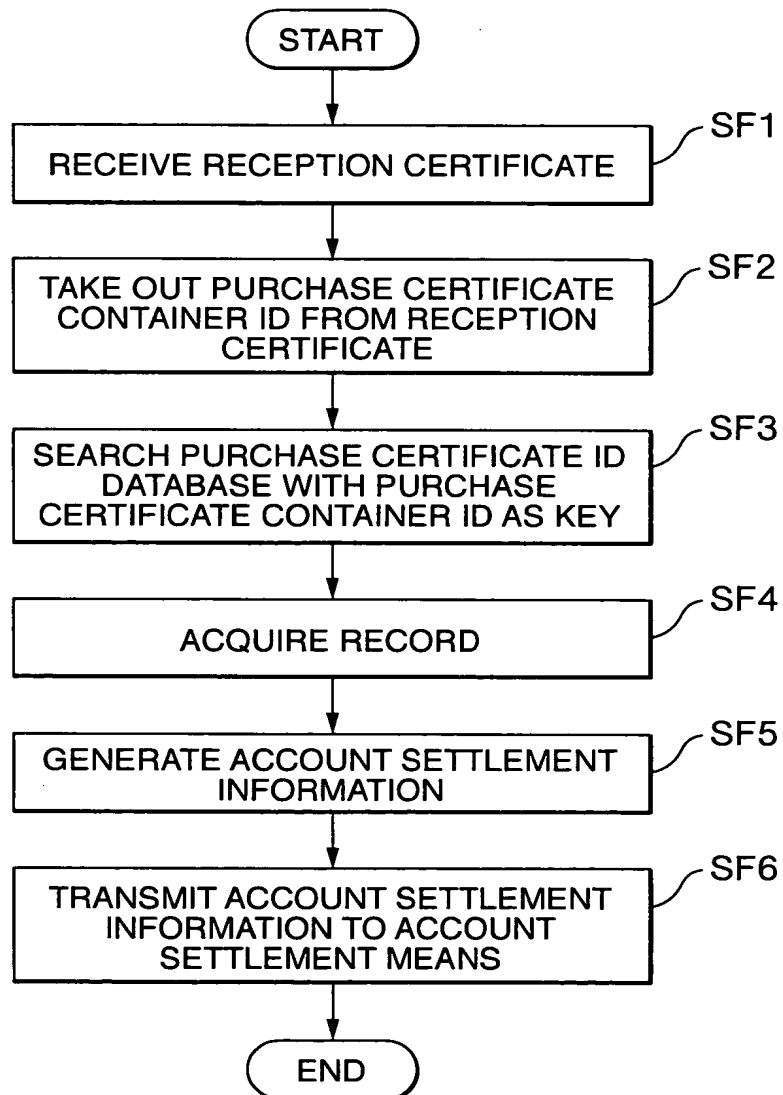 START
SF1
RECEIVE RECEPTION CERTIFICATE
SF2
TAKE OUT PURCHASE CERTIFICATE
CONTAINER ID FROM RECEPTION
CERTIFICATE
SF3
SEARCH PURCHASE CERTIFICATE ID
DATABASE WITH PURCHASE
CERTIFICATE CONTAINER ID AS KEY
SF4
ACQUIRE RECORD
SF5
GENERATE ACCOUNT SETTLEMENT
INFORMATION
SF6
TRANSMIT ACCOUNT SETTLEMENT
INFORMATION TO ACCOUNT
SETTLEMENT MEANS
END